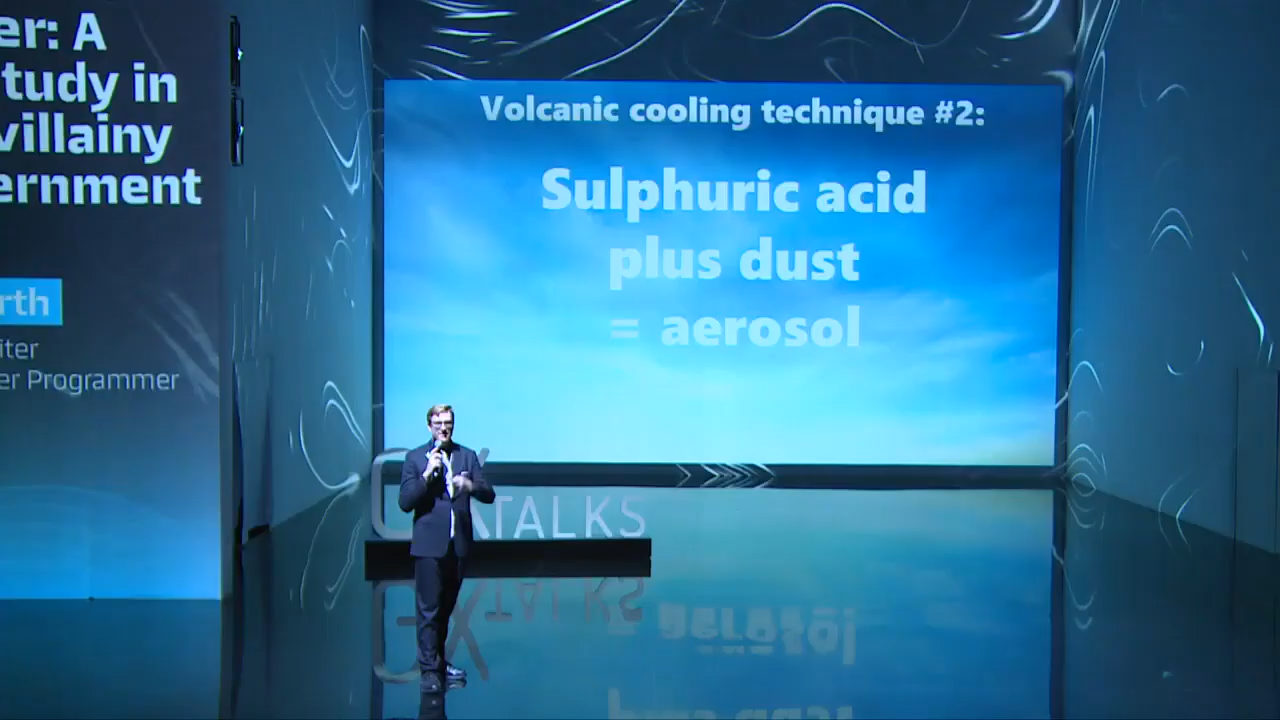 er: A
tudy in
villainy
ernment
rth
iter
er Programmer
Volcanic cooling technique #2:
Sulphuric acid
plus dust
= aerosol
GX
TALKS